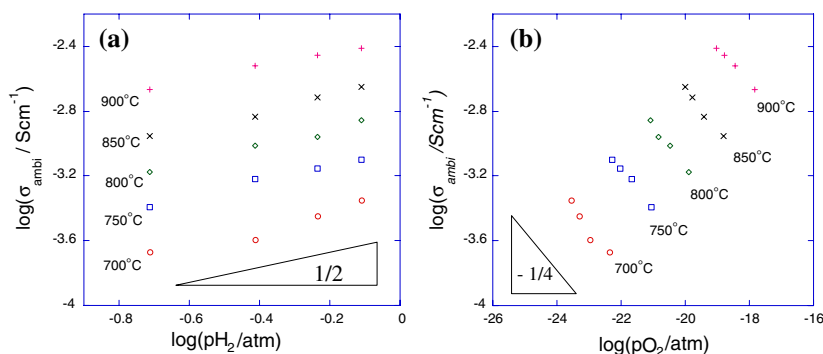 (a)
log(σambi / Scm-1)
-2.4
-2.8
-3.2
-3.6
-4
900°C
850°C
800°C
750°C
700°C
1/2
-0.8
-0.6
-0.4
-0.2
0
log(pH2/atm)
(b)
log(σambi /Scm-1)
-2.4
-2.8
-3.2
-3.6
-4
900°C
850°C
800°C
750°C
700°C
- 1/4
-26
-24
-22
-20
-18
-16
log(pO2/atm)